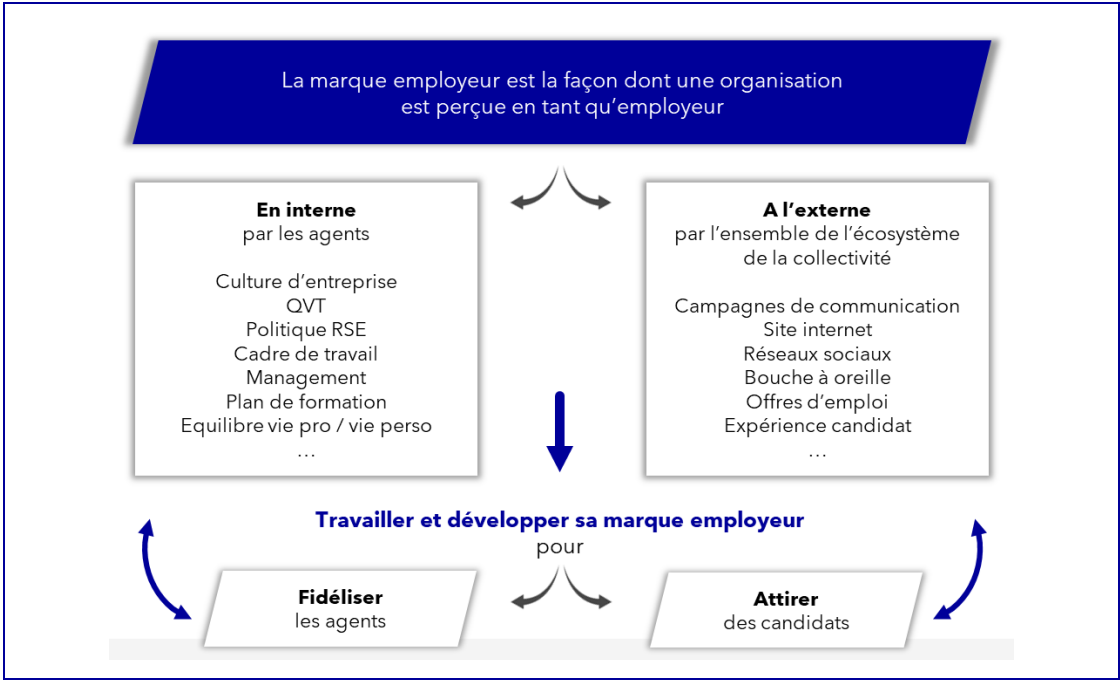 La marque employeur est la façon dont une organisation
est perçue en tant qu'employeur
En interne
par les agents
Culture d'entreprise
QVT
Politique RSE
Cadre de travail
Management
Plan de formation
Equilibre vie pro / vie perso
…
A l'externe
par l'ensemble de l'écosystème
de la collectivité
Campagnes de communication
Site internet
Réseaux sociaux
Bouche à oreille
Offres d'emploi
Expérience candidat
…
Travailler et développer sa marque employeur
pour
Fidéliser
les agents
Attirer
des candidats